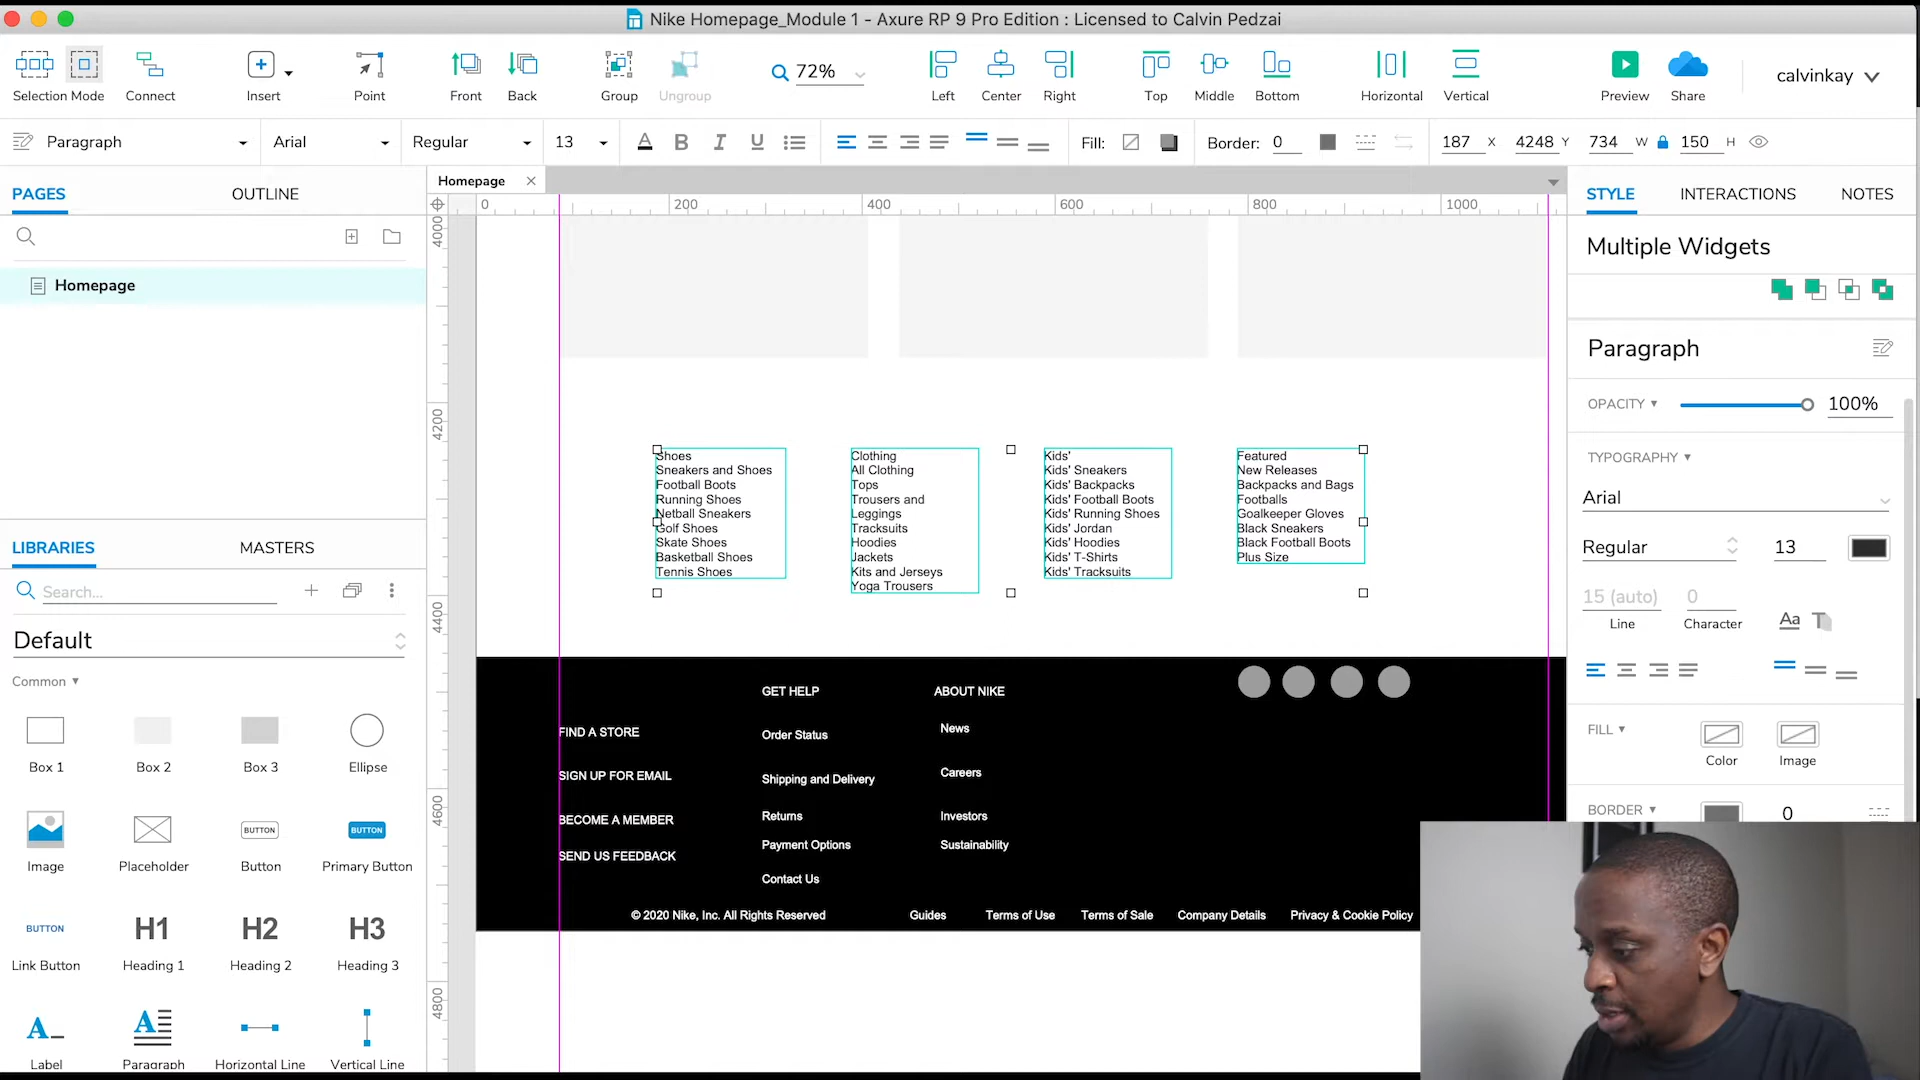 Nike Homepage_Module 1 - Axure RP 9 Pro Edition : Licensed to Calvin Pedzai
Selection Mode
Connect
Insert
Point
Front
Back
Group
Ungroup
72%
Left
Center
Right
Top
Middle
Bottom
Horizontal
Vertical
Preview
Share
calvinkay
Paragraph
Arial
Regular
13
A B I U
Fill:
Border: 0
187 X
4248 Y
734 W
150 H
PAGES
OUTLINE
Homepage
Homepage
0
200
400
600
800
1000
4000
4200
4400
4600
4800
LIBRARIES
MASTERS
Search...
Default
Common
Box 1
Box 2
Box 3
Ellipse
Image
Placeholder
BUTTON
Button
BUTTON
Primary Button
BUTTON
Link Button
H1
Heading 1
H2
Heading 2
H3
Heading 3
A
Label
A
Paragraph
Horizontal Line
Vertical Line
Shoes
Sneakers and Shoes
Football Boots
Running Shoes
Netball Sneakers
Golf Shoes
Skate Shoes
Basketball Shoes
Tennis Shoes
Clothing
All Clothing
Tops
Trousers and
Leggings
Tracksuits
Hoodies
Jackets
Kits and Jerseys
Yoga Trousers
Kids'
Kids' Sneakers
Kids' Backpacks
Kids' Football Boots
Kids' Running Shoes
Kids' Jordan
Kids' Hoodies
Kids' T-Shirts
Kids' Tracksuits
Featured
New Releases
Backpacks and Bags
Footballs
Goalkeeper Gloves
Black Sneakers
Black Football Boots
Plus Size
FIND A STORE
SIGN UP FOR EMAIL
BECOME A MEMBER
SEND US FEEDBACK
GET HELP
Order Status
Shipping and Delivery
Returns
Payment Options
Contact Us
ABOUT NIKE
News
Careers
Investors
Sustainability
© 2020 Nike, Inc. All Rights Reserved
Guides
Terms of Use
Terms of Sale
Company Details
Privacy & Cookie Policy
STYLE
INTERACTIONS
NOTES
Multiple Widgets
Paragraph
OPACITY
100%
TYPOGRAPHY
Arial
Regular
13
15 (auto)
0
Line
Character
Aa
T
FILL
Color
Image
BORDER
0